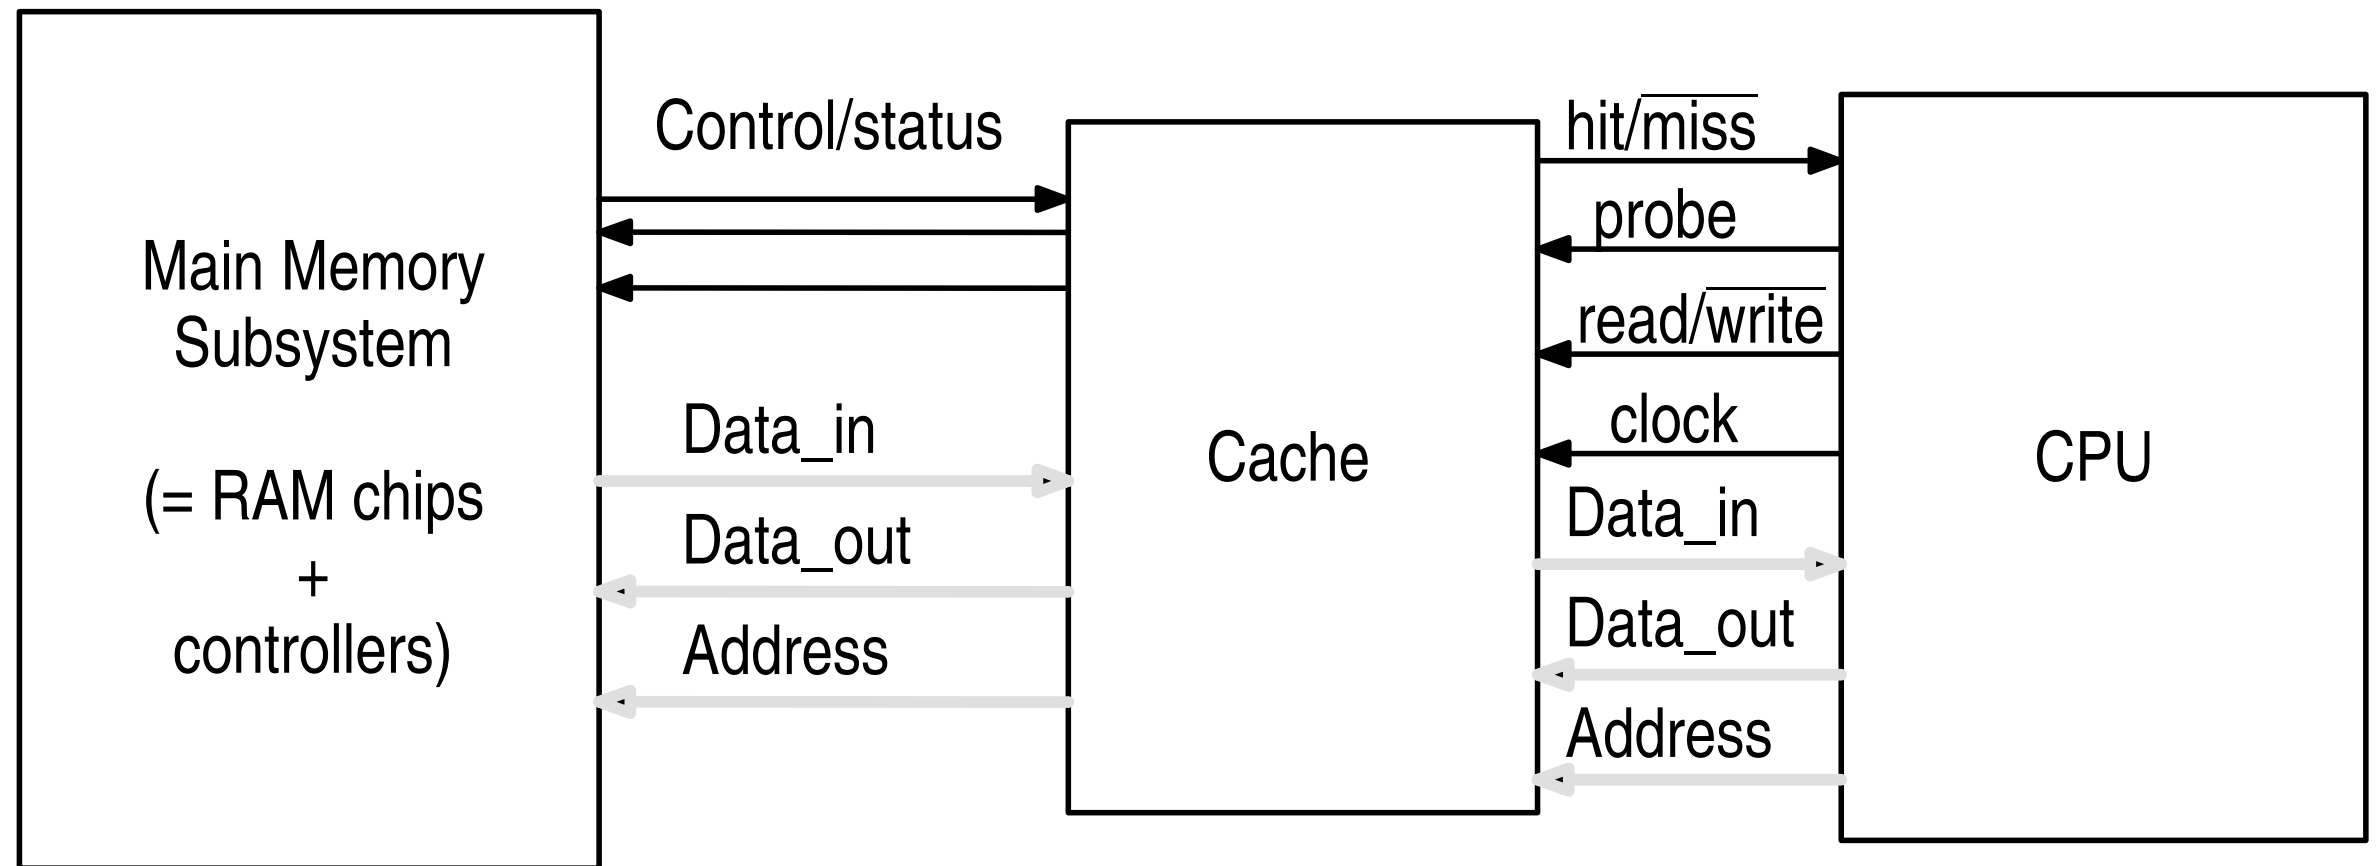 Main Memory
Subsystem
(= RAM chips
+
controllers)
Control/status
Data_in
Data_out
Address
Cache
hit/miss
probe
read/write
clock
Data_in
Data_out
Address
CPU